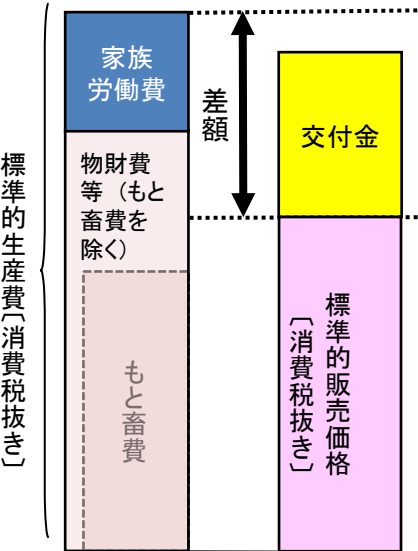 標準的生産費〔消費税抜き〕
家族
労働費
物財費
等（もと
畜費を
除く）
もと畜費
差額
交付金
標準的販売価格
〔消費税抜き〕